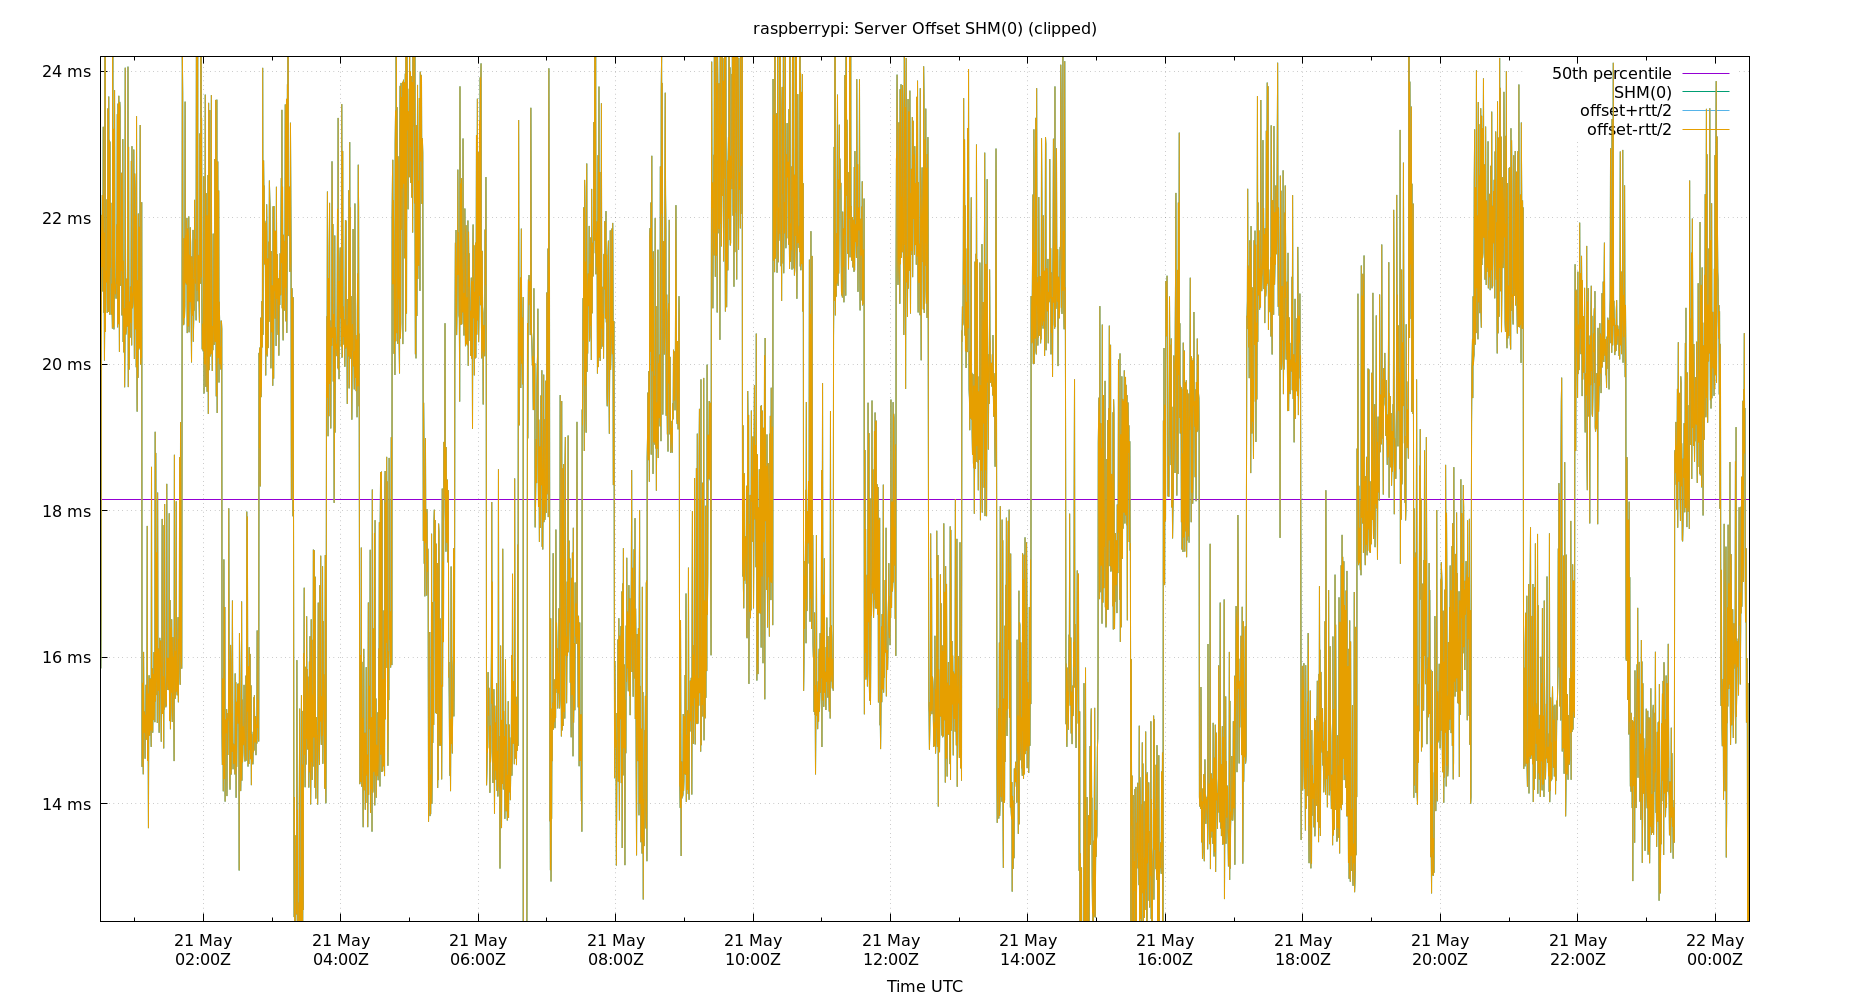 raspberrypi: Server Offset SHM(0) (clipped)
24 ms
22 ms
20 ms
18 ms
16 ms
14 ms
50th percentile
SHM(0)
offset+rtt/2
offset-rtt/2
21 May
02:00Z
21 May
04:00Z
21 May
06:00Z
21 May
08:00Z
21 May
10:00Z
21 May
12:00Z
21 May
14:00Z
21 May
16:00Z
21 May
18:00Z
21 May
20:00Z
21 May
22:00Z
22 May
00:00Z
Time UTC